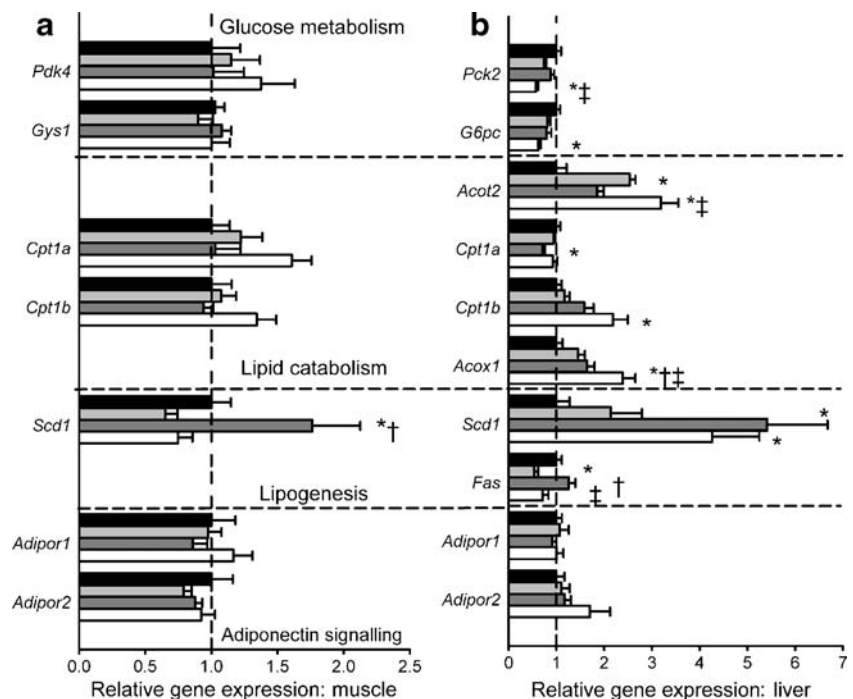 a
Glucose metabolism
Pdk4
Gys1
Cpt1a
Cpt1b
Lipid catabolism
Scd1
*†
Lipogenesis
Adipor1
Adipor2
Adiponectin signalling
0.0 0.5 1.0 1.5 2.0 2.5
Relative gene expression: muscle
b
Pck2
*‡
G6pc
*
Acot2
*
*‡
Cpt1a
*
Cpt1b
*
Acox1
*†‡
Scd1
*
*
Fas
*
‡ †
Adipor1
Adipor2
0 1 2 3 4 5 6 7
Relative gene expression: liver